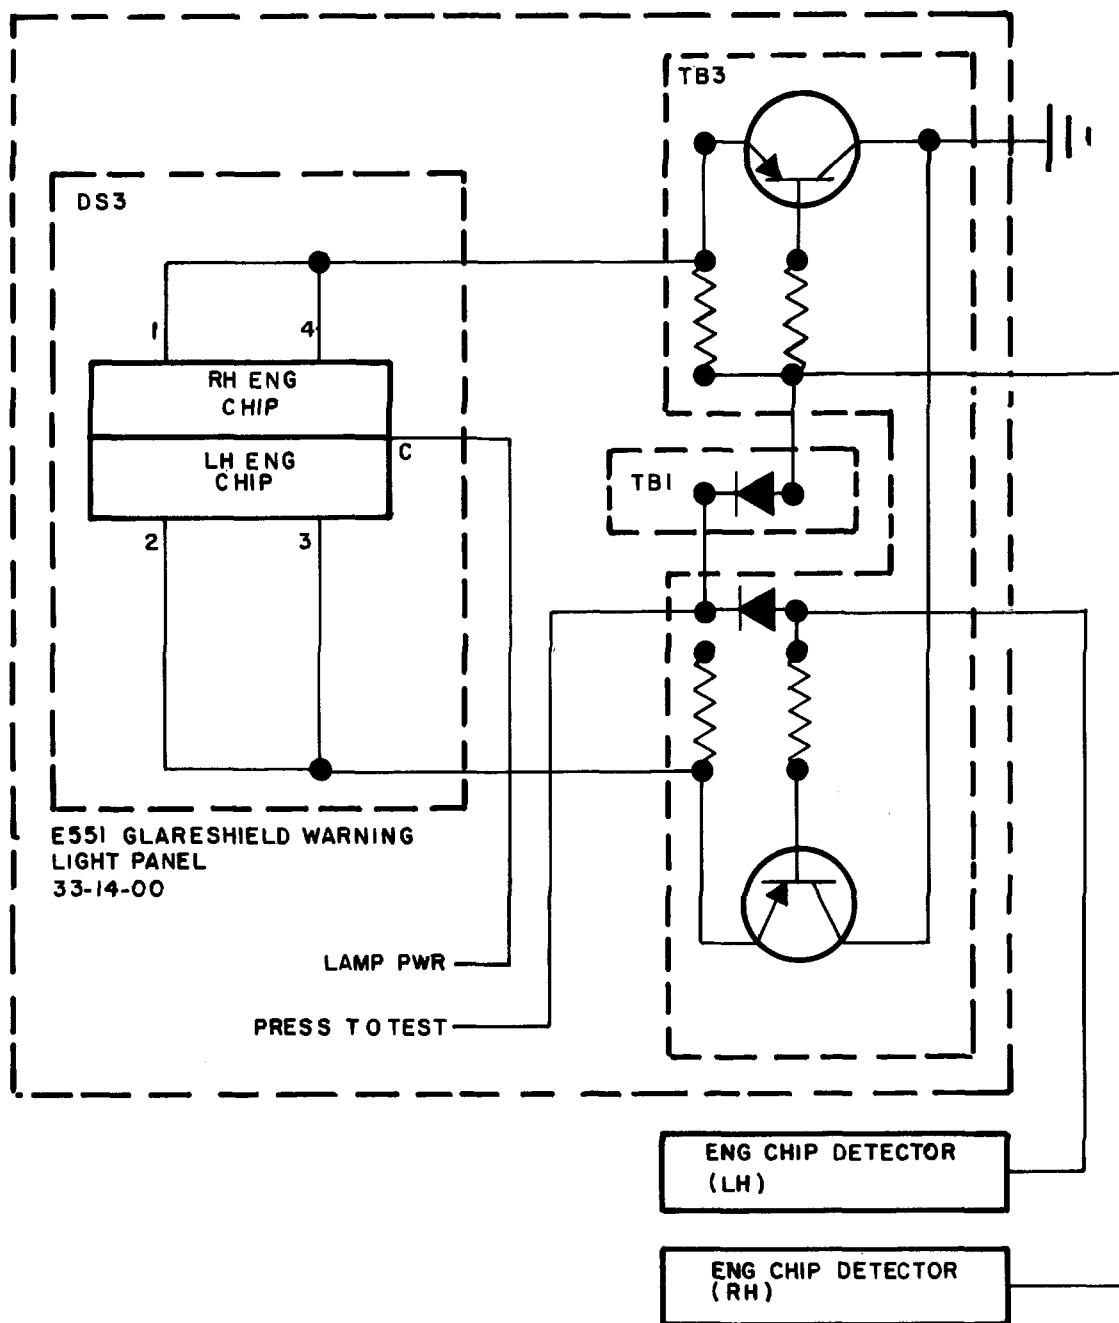 TB3
DS3
1
4
RH ENG
CHIP
C
LH ENG
CHIP
TB1
2
3
E551 GLARESHIELD WARNING
LIGHT PANEL
33-14-00
LAMP PWR
PRESS TO TEST
ENG CHIP DETECTOR
(LH)
ENG CHIP DETECTOR
(RH)